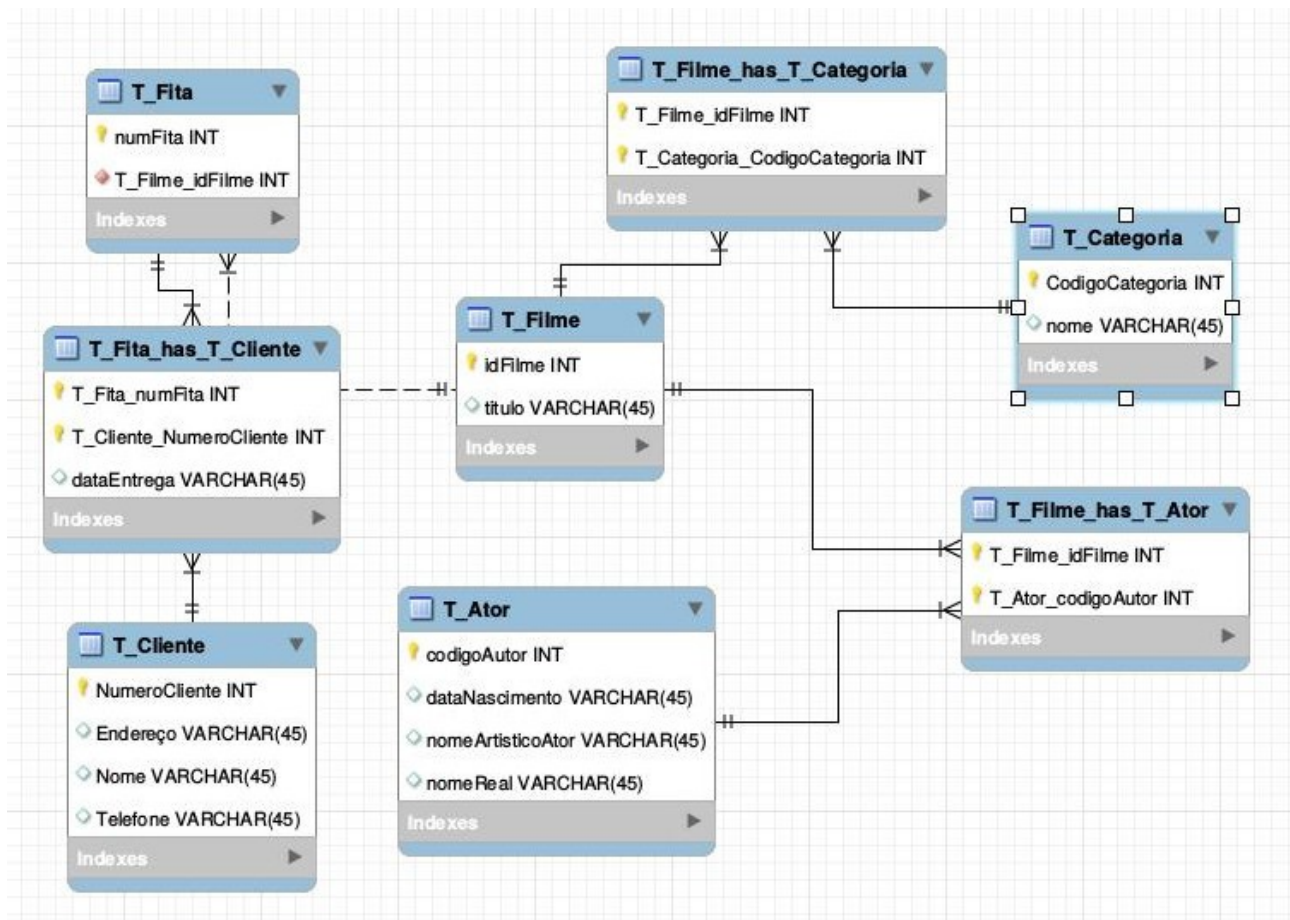 T_Fita
numFita INT
T_Filme_idFilme INT
Indexes
T_Filme_has_T_Categoria
T_Filme_idFilme INT
T_Categoria_CodigoCategoria INT
Indexes
T_Categoria
CodigoCategoria INT
nome VARCHAR(45)
Indexes
T_Fita_has_T_Cliente
T_Fita_numFita INT
T_Cliente_NumeroCliente INT
dataEntrega VARCHAR(45)
Indexes
T_Filme
idFilme INT
titulo VARCHAR(45)
Indexes
T_Filme_has_T_Ator
T_Filme_idFilme INT
T_Ator_codigoAutor INT
Indexes
T_Ator
codigoAutor INT
dataNascimento VARCHAR(45)
nomeArtisticoAtor VARCHAR(45)
nomeReal VARCHAR(45)
Indexes
T_Cliente
NumeroCliente INT
Endereço VARCHAR(45)
Nome VARCHAR(45)
Telefone VARCHAR(45)
Indexes